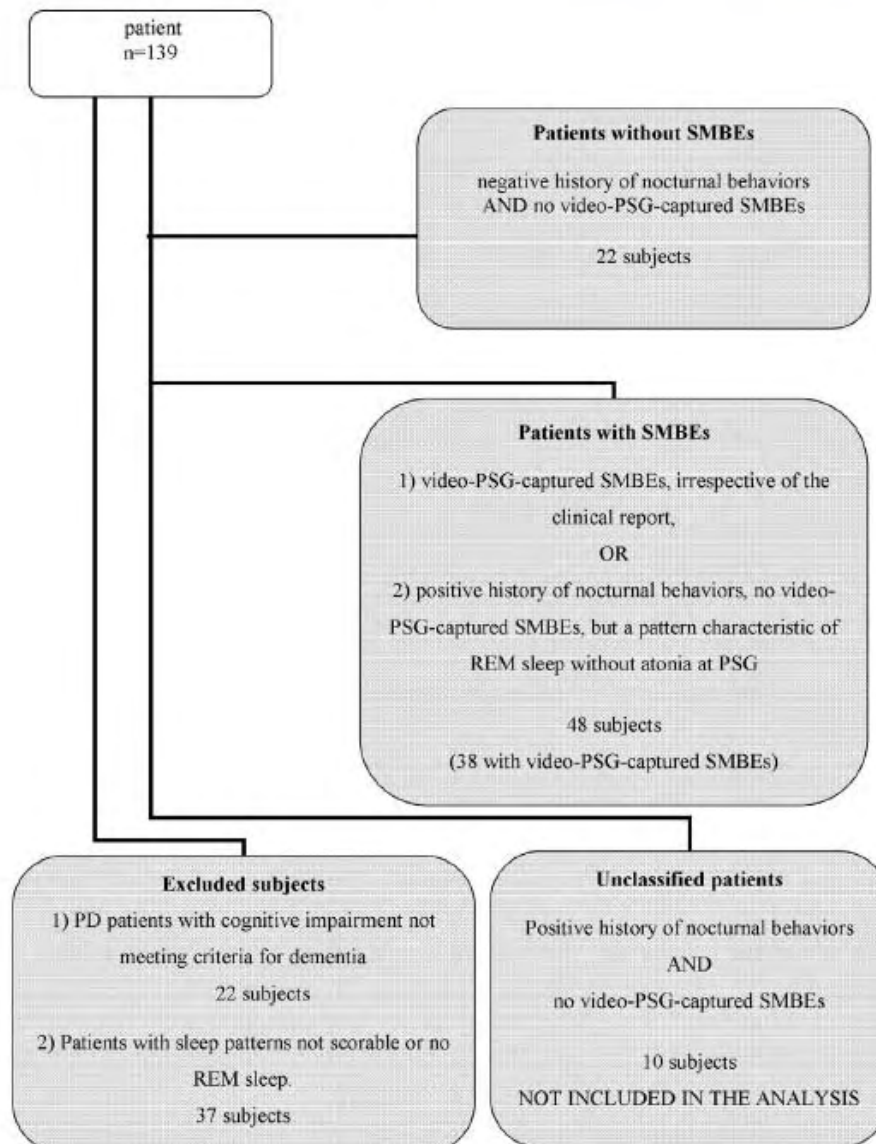 patient
n=139
Patients without SMBEs
negative history of nocturnal behaviors
AND no video-PSG-captured SMBEs
22 subjects
Patients with SMBEs
1) video-PSG-captured SMBEs, irrespective of the
clinical report,
OR
2) positive history of nocturnal behaviors, no video-
PSG-captured SMBEs, but a pattern characteristic of
REM sleep without atonia at PSG
48 subjects
(38 with video-PSG-captured SMBEs)
Excluded subjects
1) PD patients with cognitive impairment not
meeting criteria for dementia
22 subjects
2) Patients with sleep patterns not scorable or no
REM sleep.
37 subjects
Unclassified patients
Positive history of nocturnal behaviors
AND
no video-PSG-captured SMBEs
10 subjects
NOT INCLUDED IN THE ANALYSIS